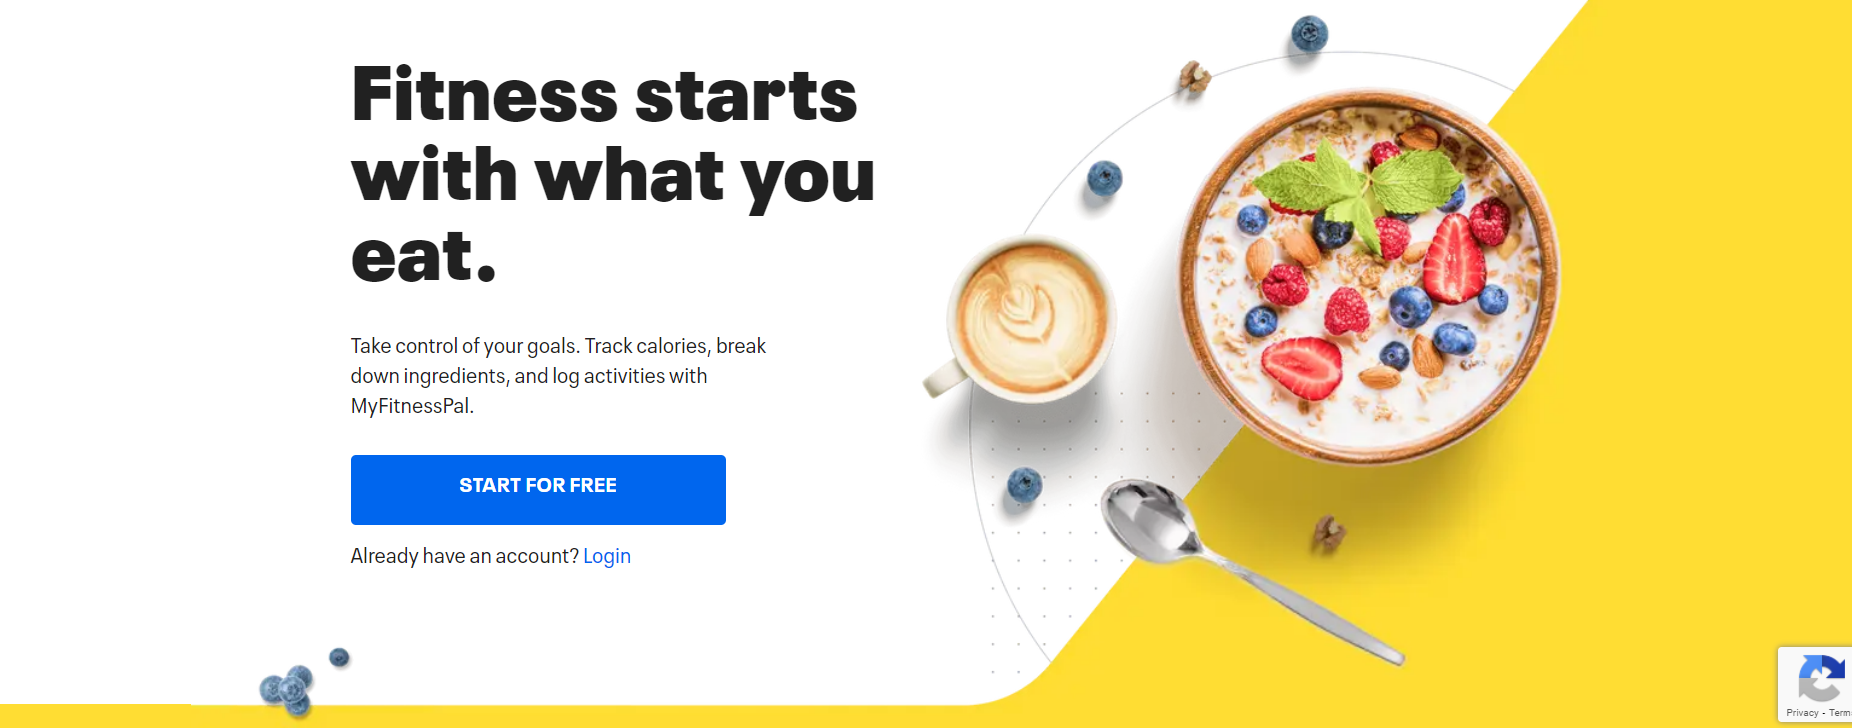 Fitness starts
with what you
eat.
Take control of your goals. Track calories, break
down ingredients, and log activities with
MyFitnessPal.
START FOR FREE
Already have an account? Login
Privacy - Term